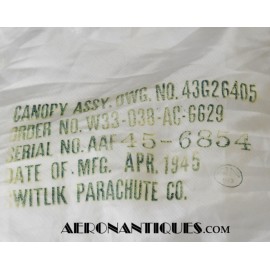 CANOPY ASSY. DWG. NO. 43G26405
ORDER NO. W33-038-AC-6629
SERIAL NO. AAF 45-6854
DATE OF MFG. APR. 1945
SWITLIK PARACHUTE CO.
AERONANTIQUES.COM